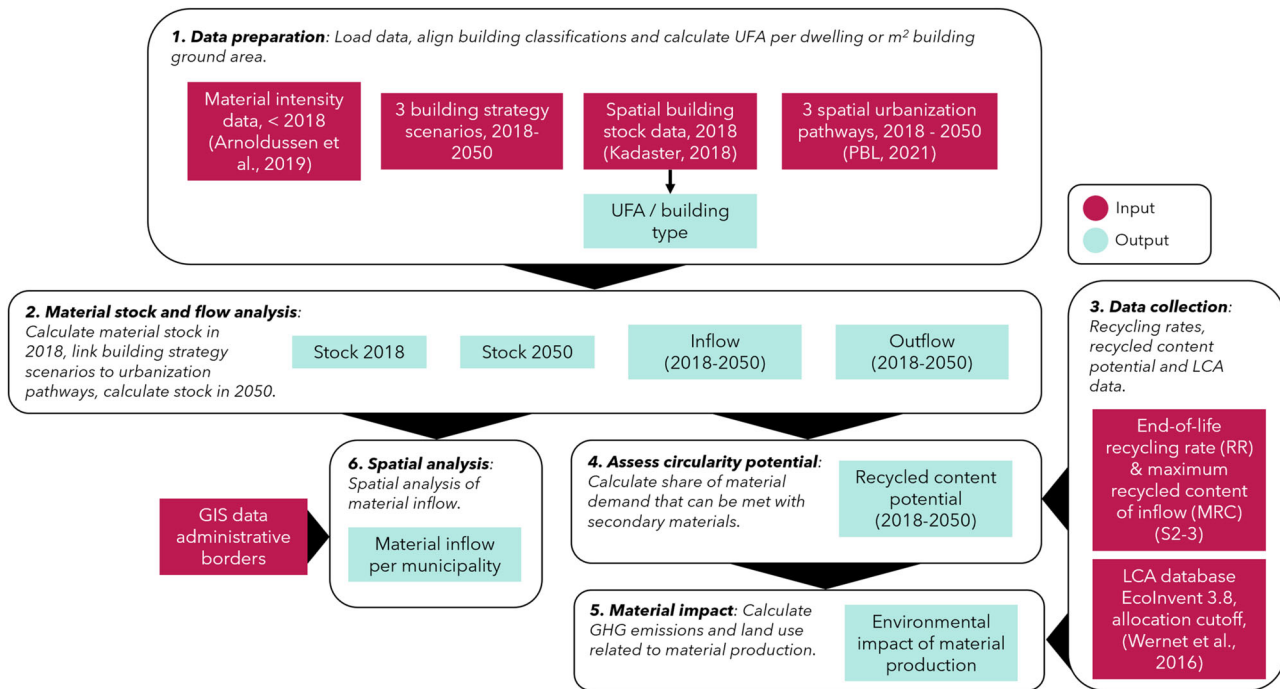 1. Data preparation: Load data, align building classifications and calculate UFA per dwelling or m² building
ground area.
Material intensity
data, < 2018
(Arnoldussen et
al., 2019)
3 building strategy
scenarios, 2018-
2050
Spatial building
stock data, 2018
(Kadaster, 2018)
3 spatial urbanization
pathways, 2018 - 2050
(PBL, 2021)
UFA / building
type
Input
Output
2. Material stock and flow analysis:
Calculate material stock in
2018, link building strategy
scenarios to urbanization
pathways, calculate stock in 2050.
Stock 2018
Stock 2050
Inflow
(2018-2050)
Outflow
(2018-2050)
3. Data collection:
Recycling rates,
recycled content
potential and LCA
data.
End-of-life
recycling rate (RR)
& maximum
recycled content
of inflow (MRC)
(S2-3)
LCA database
EcoInvent 3.8,
allocation cutoff,
(Wernet et al.,
2016)
6. Spatial analysis:
Spatial analysis of
material inflow.
GIS data
administrative
borders
Material inflow
per municipality
4. Assess circularity potential:
Calculate share of material
demand that can be met with
secondary materials.
Recycled content
potential
(2018-2050)
5. Material impact: Calculate
GHG emissions and land use
related to material production.
Environmental
impact of material
production